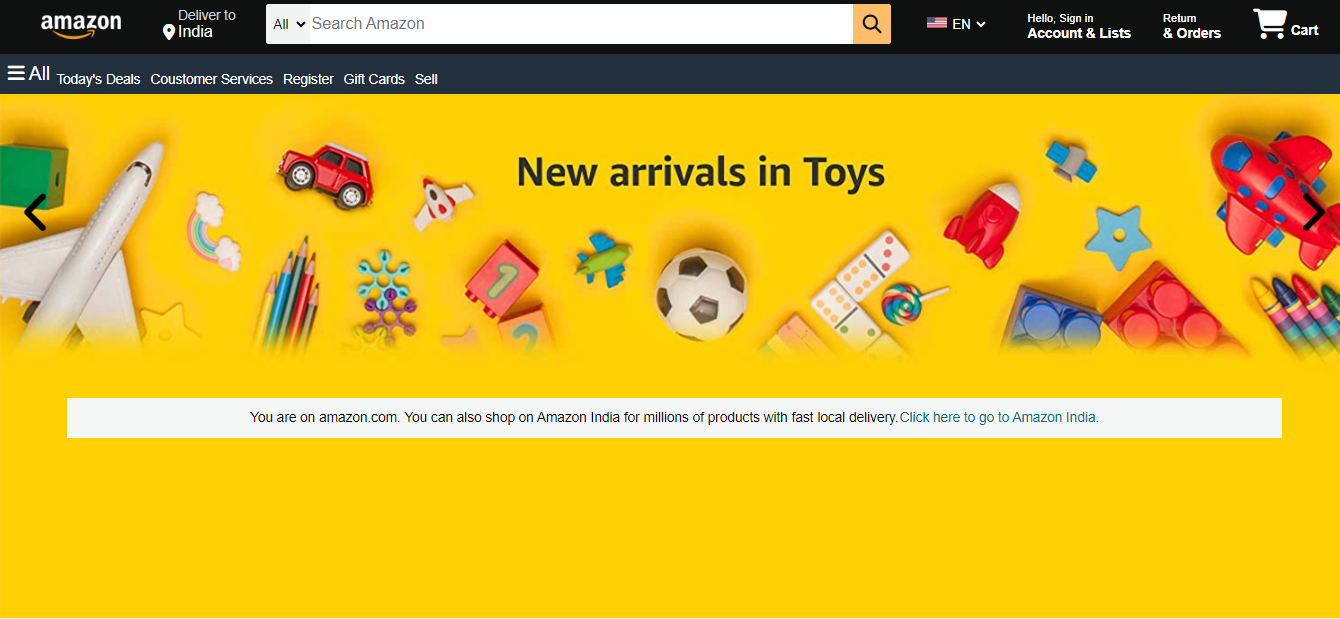 amazon
Deliver to
India
All
Search Amazon
EN
Hello, Sign in
Account & Lists
Return
& Orders
Cart
All Today's Deals Coustomer Services Register Gift Cards Sell
New arrivals in Toys
1
2
You are on amazon.com. You can also shop on Amazon India for millions of products with fast local delivery. Click here to go to Amazon India.